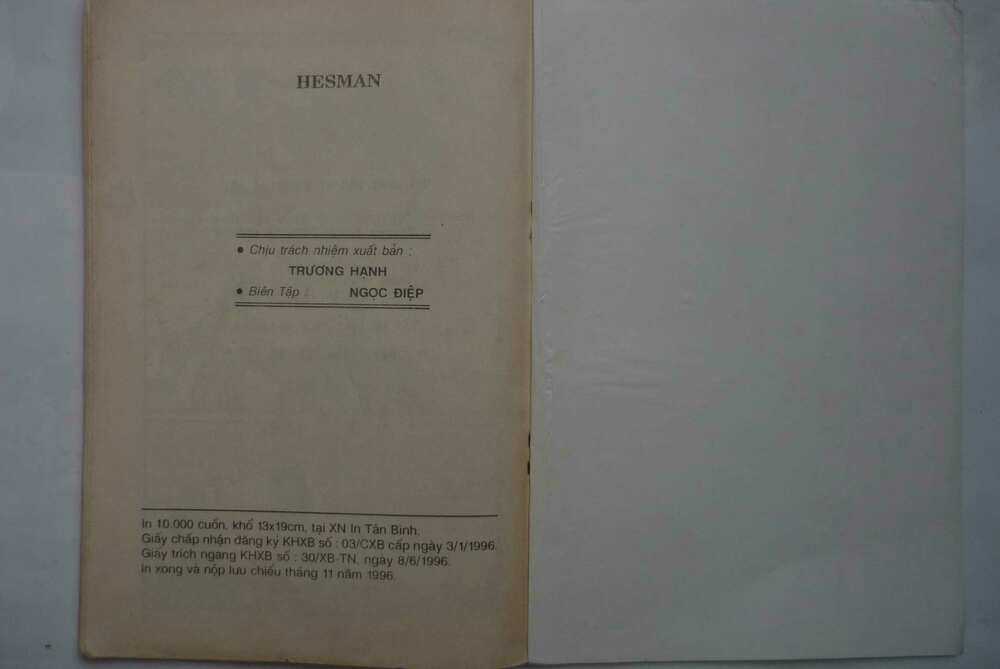 HESMAN
● Chịu trách nhiệm xuất bản :
TRƯƠNG HẠNH
● Biên Tập : NGỌC ĐIỆP
In 10.000 cuốn, khổ 13x19cm, tại XN In Tân Bình.
Giấy chấp nhận đăng ký KHXB số : 03/CXB cấp ngày 3/1/1996.
Giấy trích ngang KHXB số : 30/XB-TN, ngày 8/6/1996.
In xong và nộp lưu chiểu tháng 11 năm 1996.